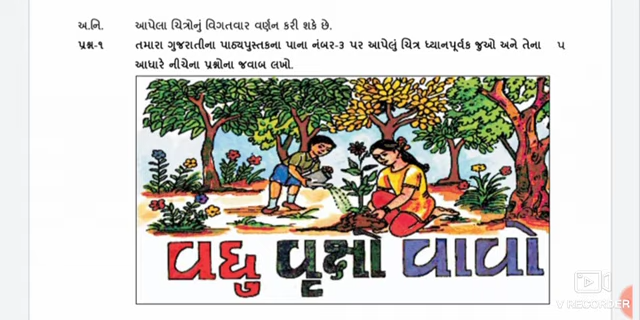 અ.નિ. આપેલા ચિત્રોનું વિગતવાર વર્ણન કરી શકે છે.
પ્રશ્ન-૧ તમારા ગુજરાતીના પાઠ્યપુસ્તકના પાના નંબર-૩ પર આપેલું ચિત્ર ધ્યાનપૂર્વક જુઓ અને તેના પ
આધારે નીચેના પ્રશ્નોના જવાબ લખો.
વધુ વૃક્ષો વાવો
V RECORDER